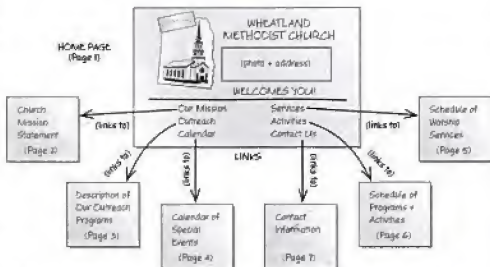 WHEATLAND
METHODIST CHURCH
HOME PAGE
(Page 1)
(photo + address)
WELCOMES YOU!
Our Mission
Outreach
Calendar
Services
Activities
Contact Us
LINKS
Church
Mission
Statement
(Page 2)
(links to)
(links to)
Schedule of
Worship
Services
(Page 5)
(links to)
(links to)
(links to)
(links to)
Description of
Our Outreach
Programs
(Page 3)
Calendar of
Special
Events
(Page 4)
Contact
Information
(Page 7)
Schedule of
Programs +
Activities
(Page 6)